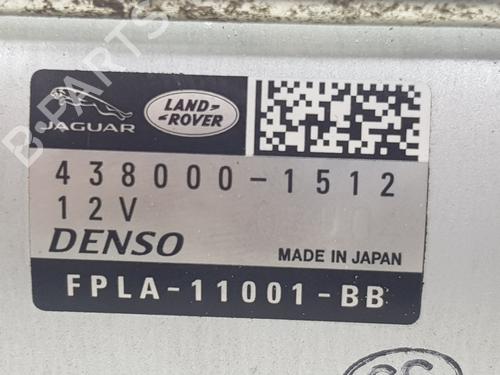 B-PARTS
JAGUAR
LAND-
ROVER
438000-1512
12V
DENSO
MADE IN JAPAN
FPLA-11001-BB